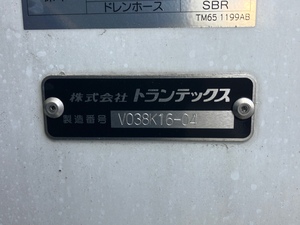 ドレンホース SBR
TM65 1199AB
株式会社 トランテックス
製造番号 V038K16-04